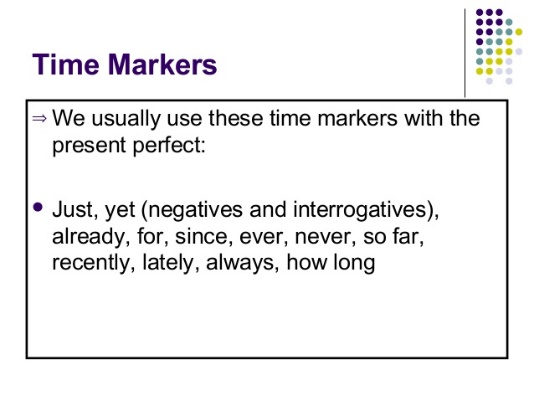 Time Markers
⇒ We usually use these time markers with the
present perfect:
● Just, yet (negatives and interrogatives),
already, for, since, ever, never, so far,
recently, lately, always, how long